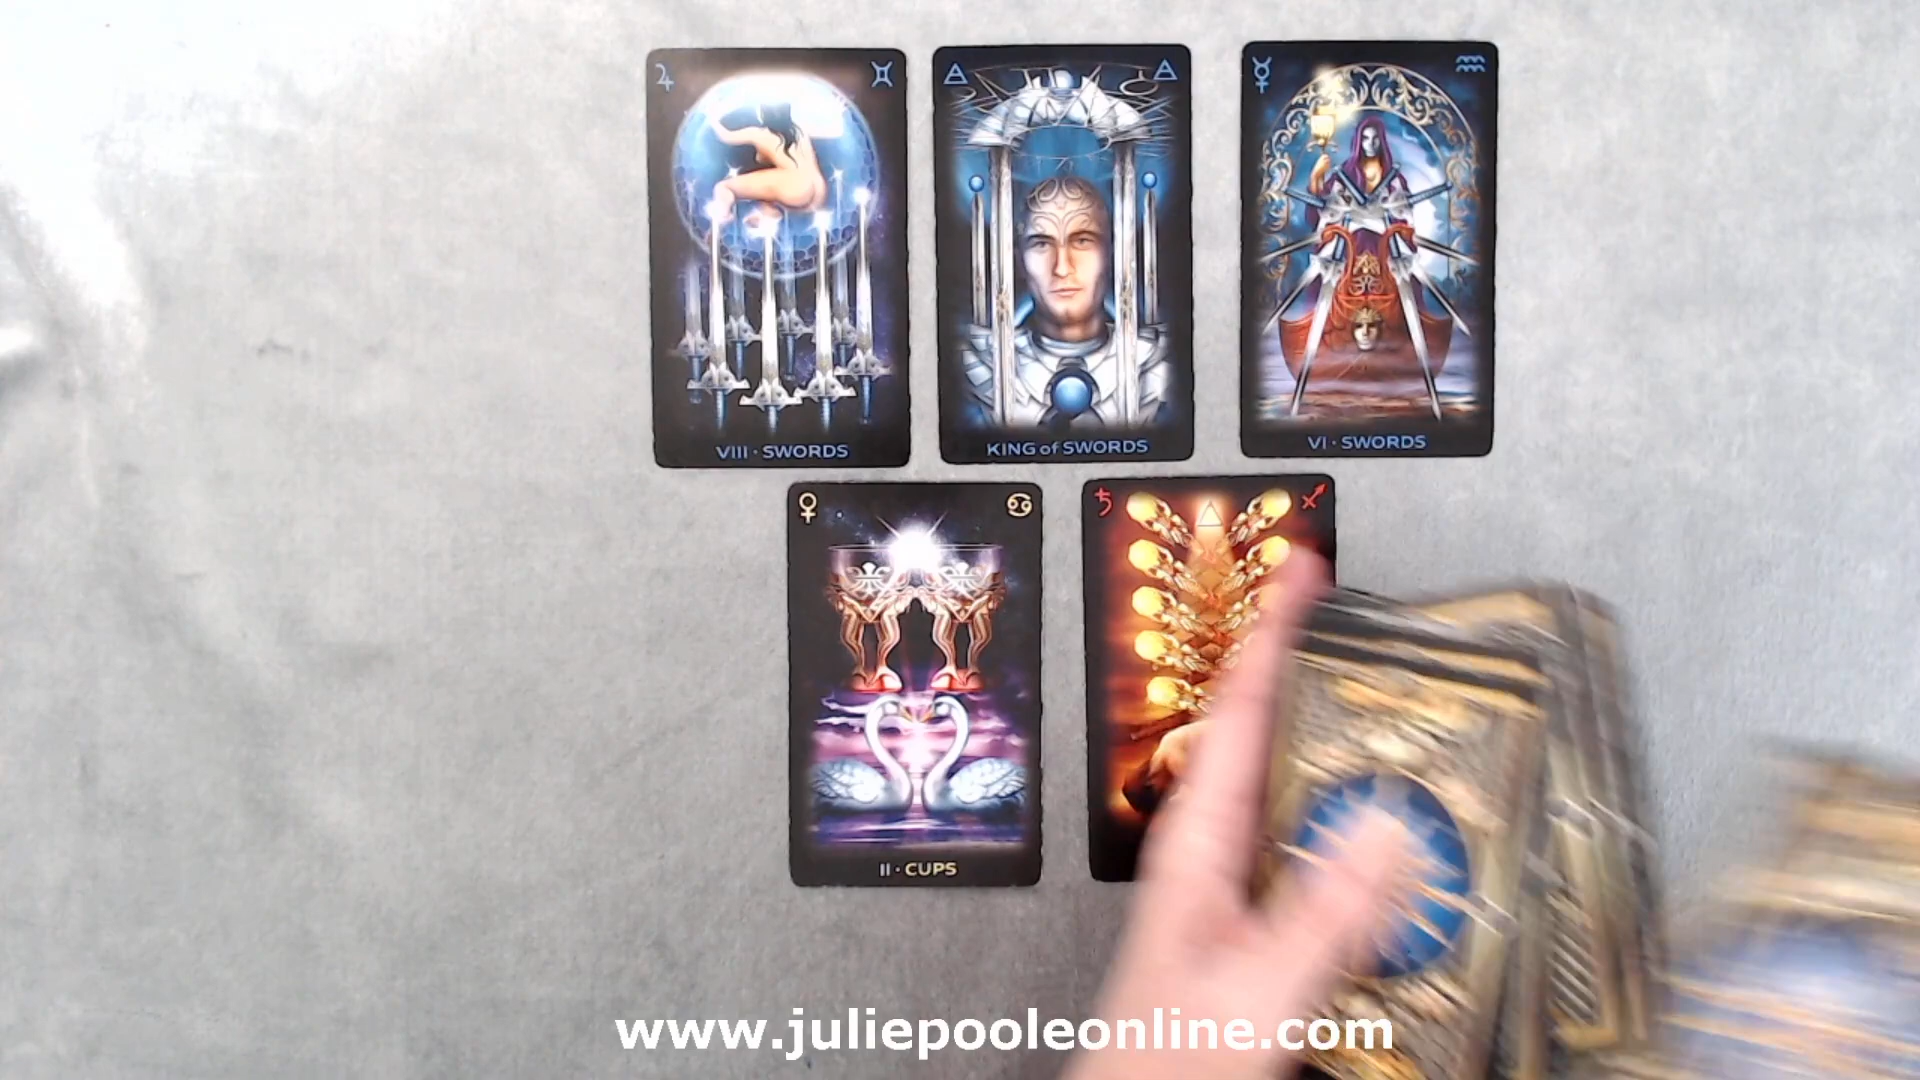 VIII · SWORDS
KING of SWORDS
VI · SWORDS
II · CUPS
www.juliepooleonline.com